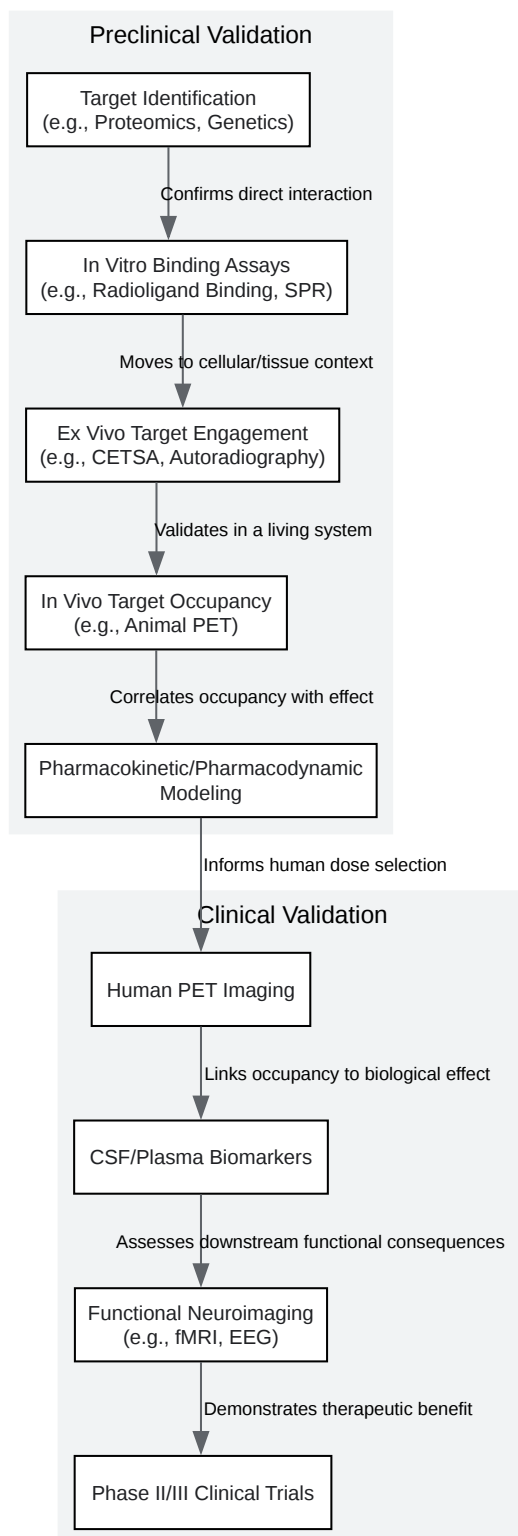 Preclinical Validation
Target Identification
(e.g., Proteomics, Genetics)
Confirms direct interaction
In Vitro Binding Assays
(e.g., Radioligand Binding, SPR)
Moves to cellular/tissue context
Ex Vivo Target Engagement
(e.g., CETSA, Autoradiography)
Validates in a living system
In Vivo Target Occupancy
(e.g., Animal PET)
Correlates occupancy with effect
Pharmacokinetic/Pharmacodynamic
Modeling
Informs human dose selection
Clinical Validation
Human PET Imaging
Links occupancy to biological effect
CSF/Plasma Biomarkers
Assesses downstream functional consequences
Functional Neuroimaging
(e.g., fMRI, EEG)
Demonstrates therapeutic benefit
Phase II/III Clinical Trials